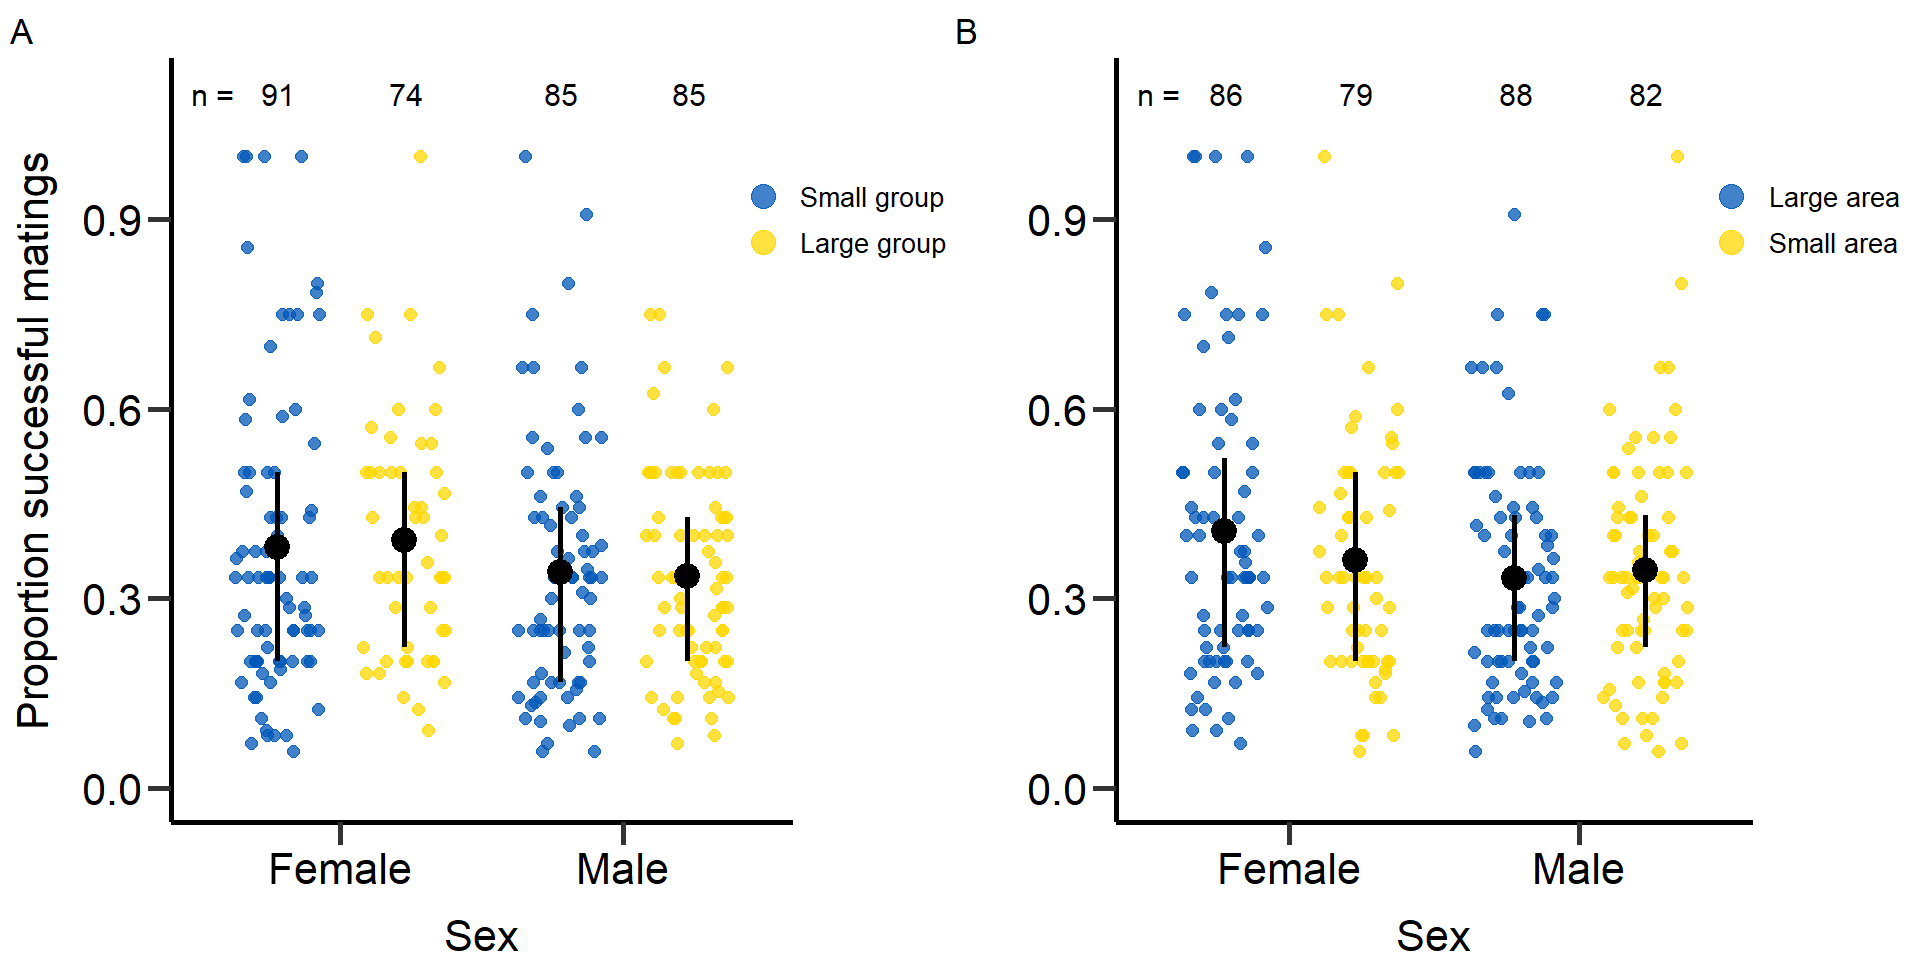 A
n = 91 74 85 85
Small group
Large group
Proportion successful matings
0.9
0.6
0.3
0.0
Female Male
Sex
B
n = 86 79 88 82
Large area
Small area
0.9
0.6
0.3
0.0
Female Male
Sex